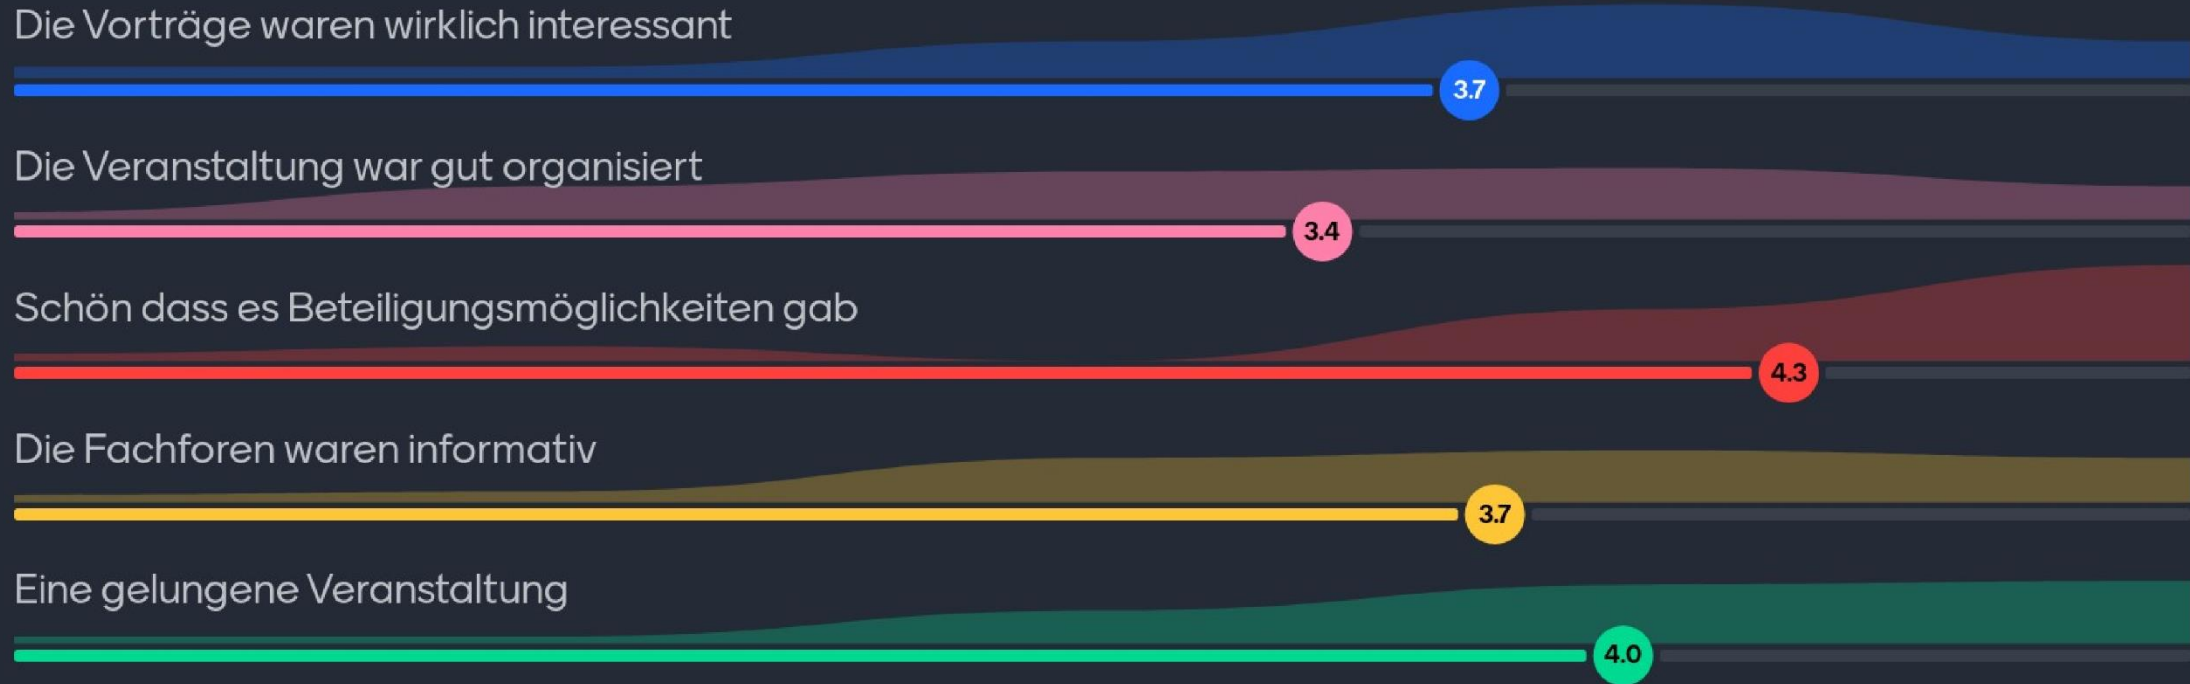 Die Vorträge waren wirklich interessant
3.7
Die Veranstaltung war gut organisiert
3.4
Schön dass es Beteiligungsmöglichkeiten gab
4.3
Die Fachforen waren informativ
3.7
Eine gelungene Veranstaltung
4.0